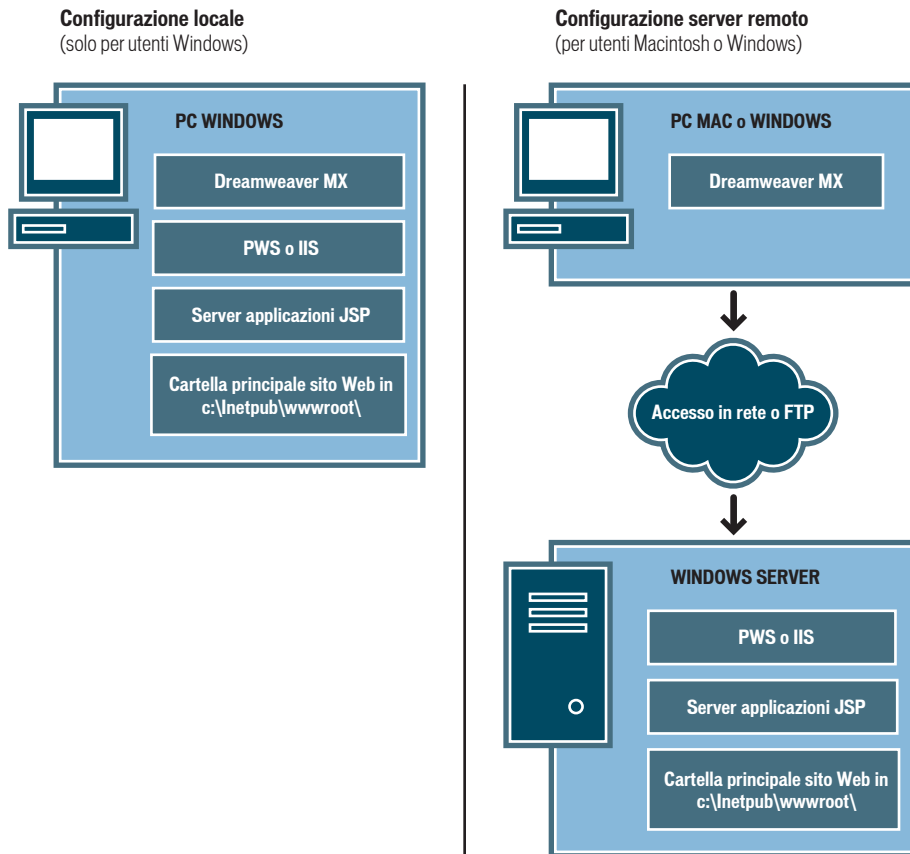 Configurazione locale
(solo per utenti Windows)
PC WINDOWS
Dreamweaver MX
PWS o IIS
Server applicazioni JSP
Cartella principale sito Web in
c:\Inetpub\wwwroot\
Configurazione server remoto
(per utenti Macintosh o Windows)
PC MAC o WINDOWS
Dreamweaver MX
Accesso in rete o FTP
WINDOWS SERVER
PWS o IIS
Server applicazioni JSP
Cartella principale sito Web in
c:\Inetpub\wwwroot\